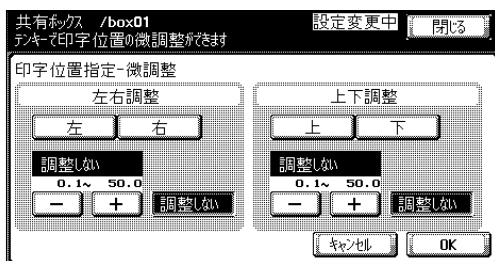 共有ボックス /box01 設定変更中 閉じる
テンキーで印字位置の微調整ができます
印字位置指定-微調整
左右調整 上下調整
左 右 上 下
調整しない 調整しない
0.1~ 50.0 0.1~ 50.0
- + 調整しない - + 調整しない
キャンセル OK